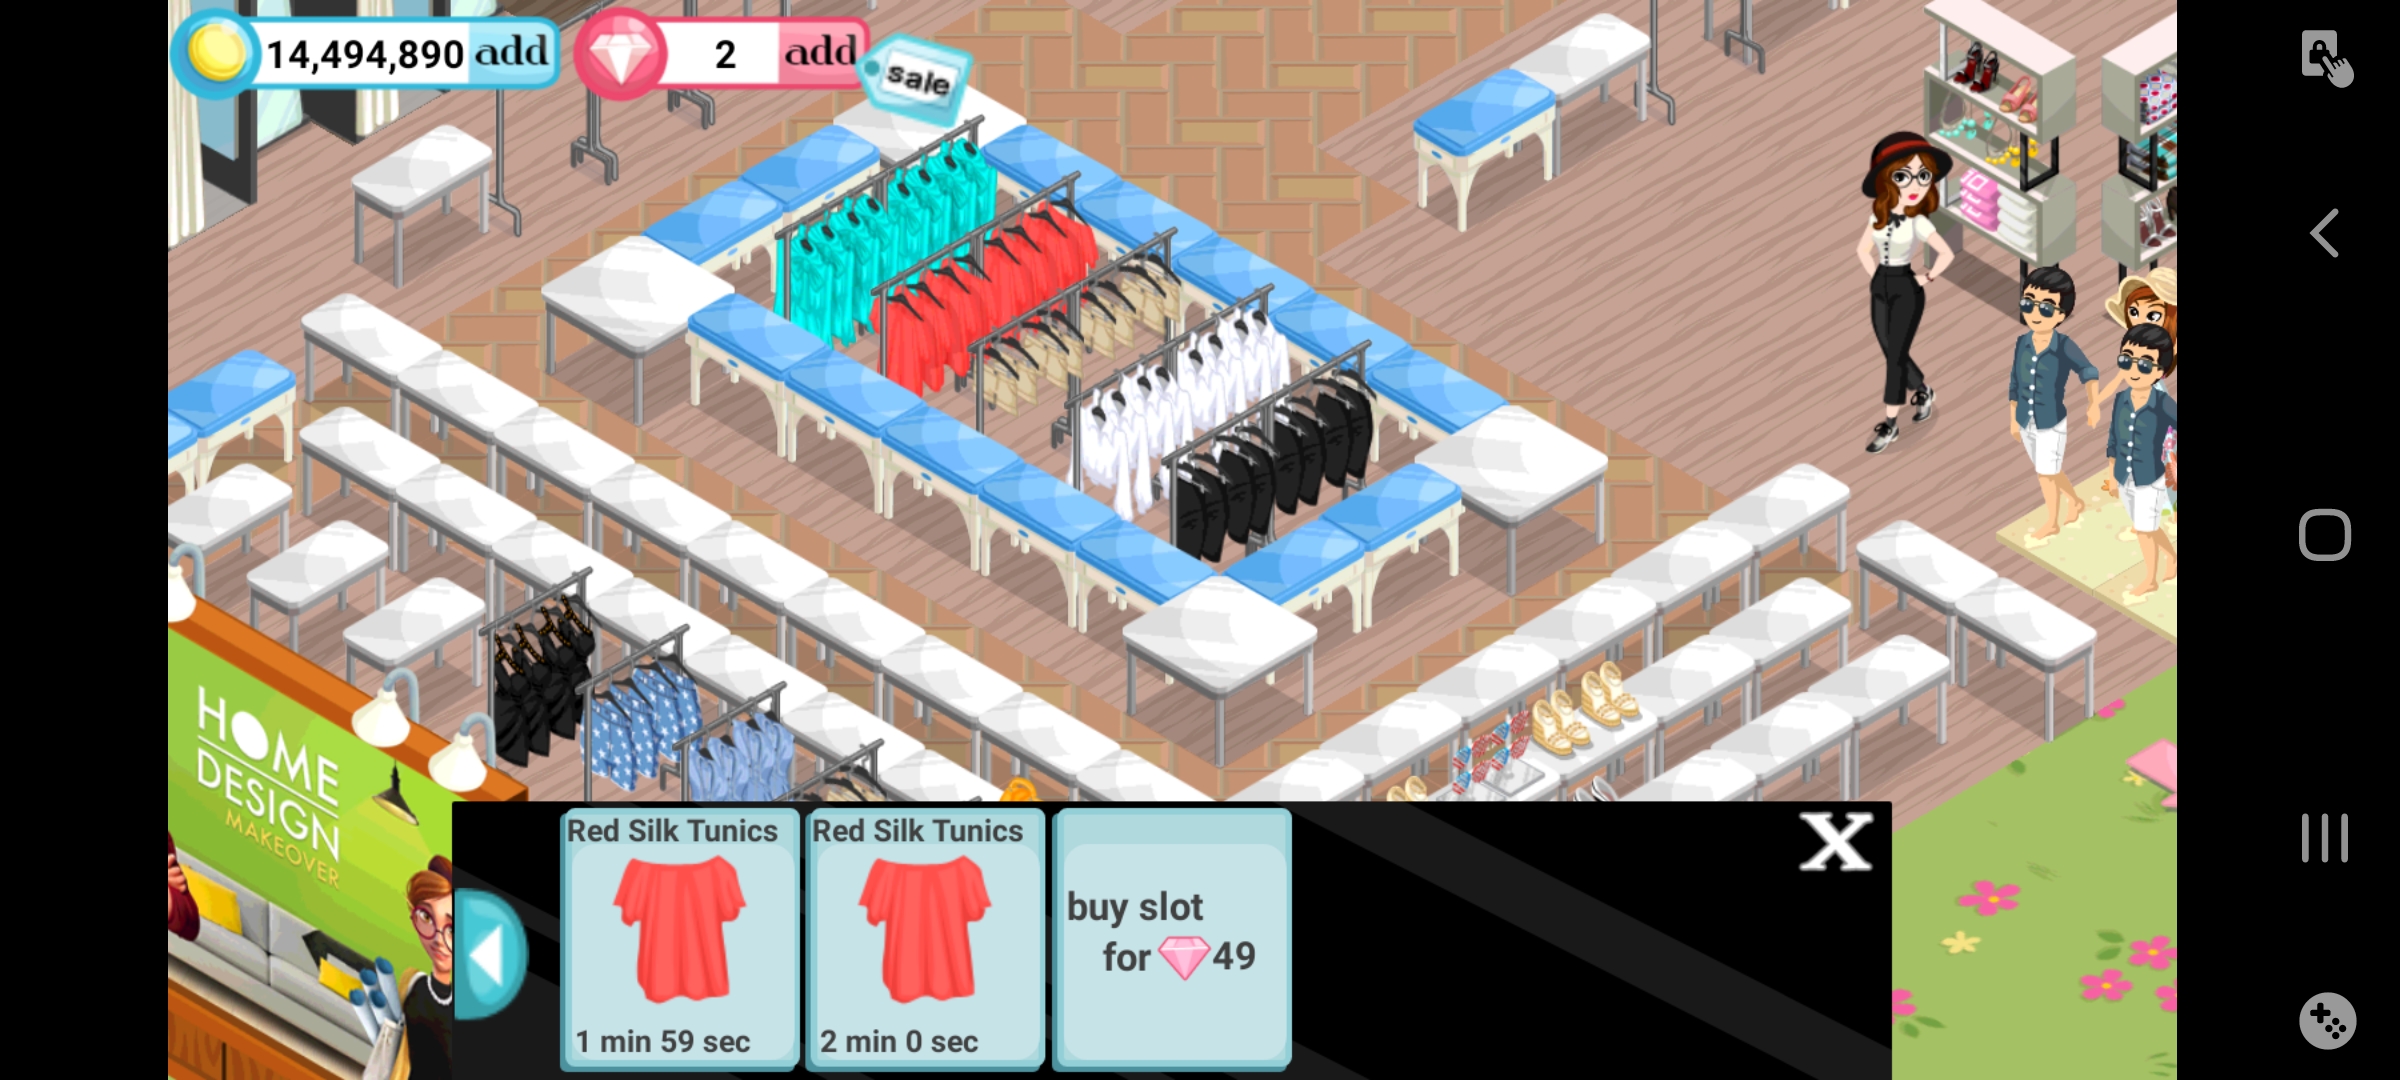 14,494,890 add
2 add
sale
HOME
DESIGN
MAKEOVER
Red Silk Tunics
1 min 59 sec
Red Silk Tunics
2 min 0 sec
buy slot
for 49
X